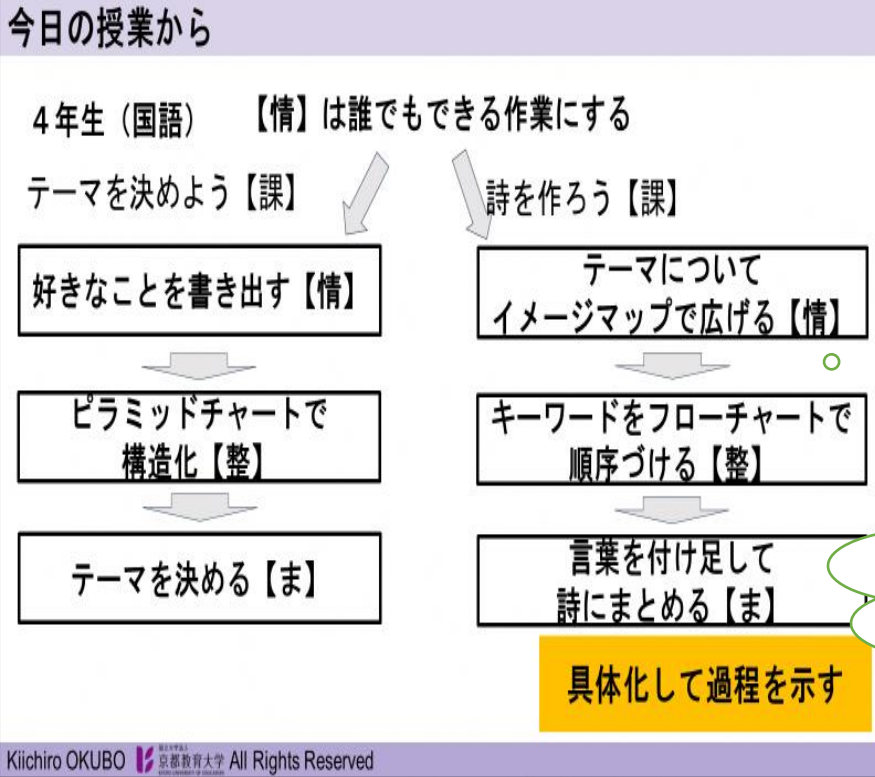 今日の授業から
4年生（国語）
【情】は誰でもできる作業にする
テーマを決めよう【課】
好きなことを書き出す【情】
ピラミッドチャートで
構造化【整】
テーマを決める【ま】
詩を作ろう【課】
テーマについて
イメージマップで広げる【情】
キーワードをフローチャートで
順序づける【整】
言葉を付け足して
詩にまとめる【ま】
具体化して過程を示す
Kiichiro OKUBO 国立大学法人 京都教育大学 All Rights Reserved